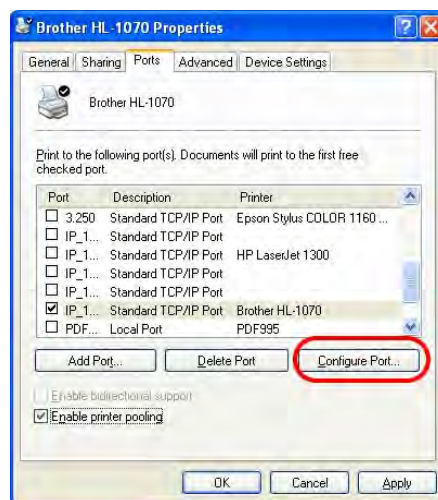 Brother HL-1070 Properties
General Sharing Ports Advanced Device Settings
Brother HL-1070
Print to the following port(s). Documents will print to the first free
checked port.
Port Description Printer
3.250 Standard TCP/IP Port Epson Stylus COLOR 1160 ...
IP_1... Standard TCP/IP Port
IP_1... Standard TCP/IP Port HP LaserJet 1300
IP_1... Standard TCP/IP Port
IP_1... Standard TCP/IP Port
IP_1... Standard TCP/IP Port Brother HL-1070
PDF... Local Port PDF995
Add Port... Delete Port Configure Port...
Enable bidirectional support
Enable printer pooling
OK Cancel Apply